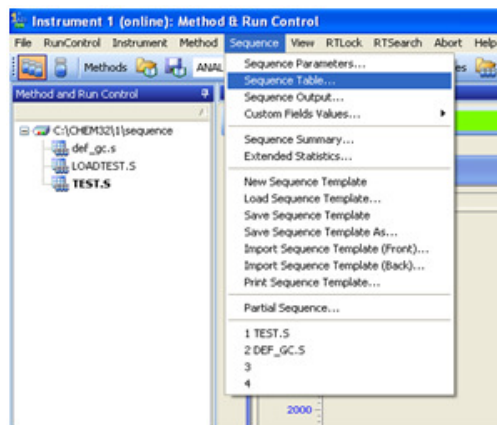 Instrument 1 (online): Method & Run Control
File RunControl Instrument Method Sequence View RTLock RTSearch Abort Help
Methods ANAL es
Method and Run Control
C:\CHEM32\1\sequence
def_gc.s
LOADTEST.S
TEST.S
Sequence Parameters...
Sequence Table...
Sequence Output...
Custom Fields Values...
Sequence Summary...
Extended Statistics...
New Sequence Template
Load Sequence Template...
Save Sequence Template
Save Sequence Template As...
Import Sequence Template (Front)...
Import Sequence Template (Back)...
Print Sequence Template...
Partial Sequence...
1 TEST.S
2 DEF_GC.S
3
4
2000